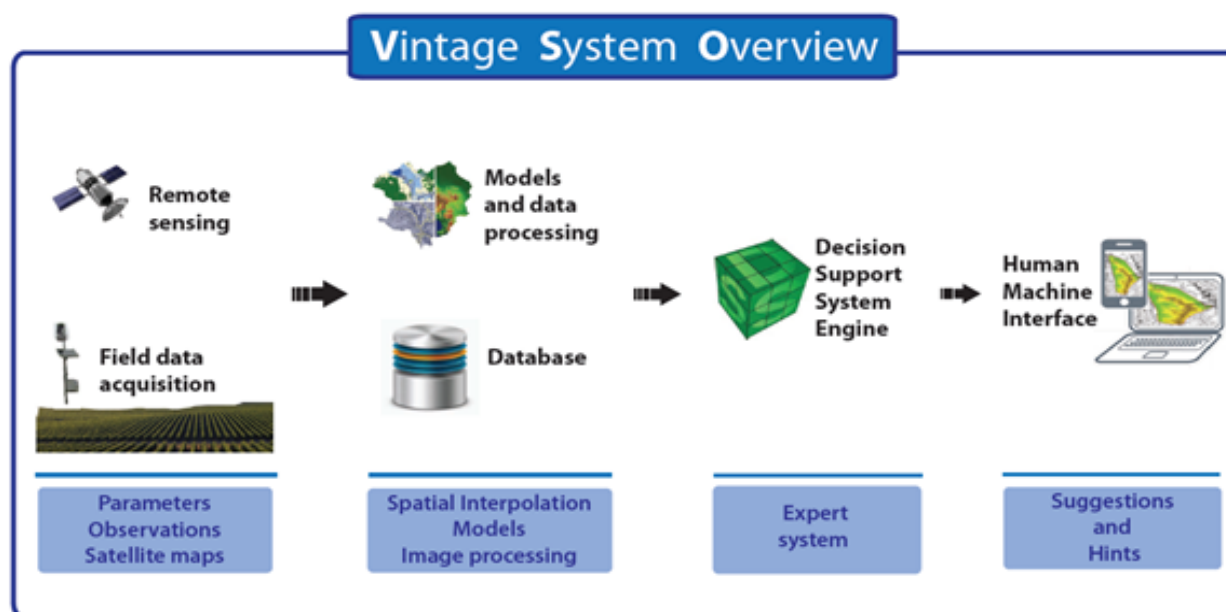 Vintage System Overview
Remote
sensing
Models
and data
processing
Decision
Support
System
Engine
Human
Machine
Interface
Field data
acquisition
Database
Parameters
Observations
Satellite maps
Spatial Interpolation
Models
Image processing
Expert
system
Suggestions
and
Hints